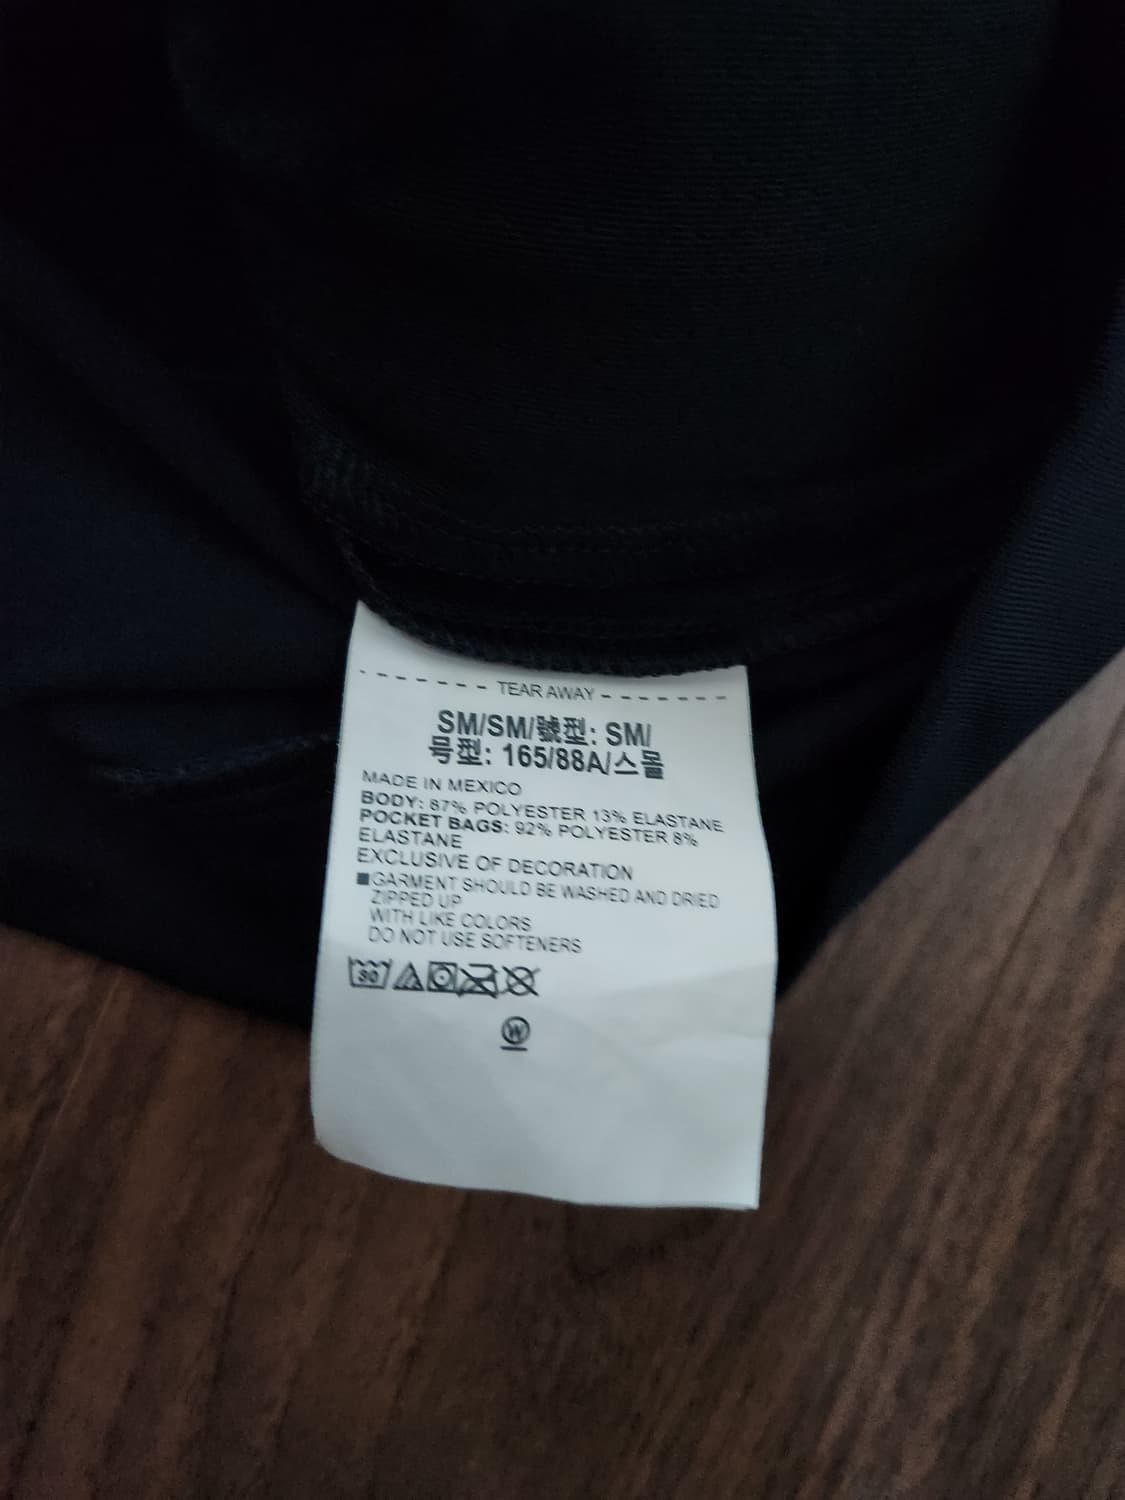 TEAR AWAY
SM/SM/號型: SM/
号型: 165/88A/스몰
MADE IN MEXICO
BODY: 87% POLYESTER 13% ELASTANE
POCKET BAGS: 92% POLYESTER 8%
ELASTANE
EXCLUSIVE OF DECORATION
■GARMENT SHOULD BE WASHED AND DRIED
ZIPPED UP
WITH LIKE COLORS
DO NOT USE SOFTENERS
30
W